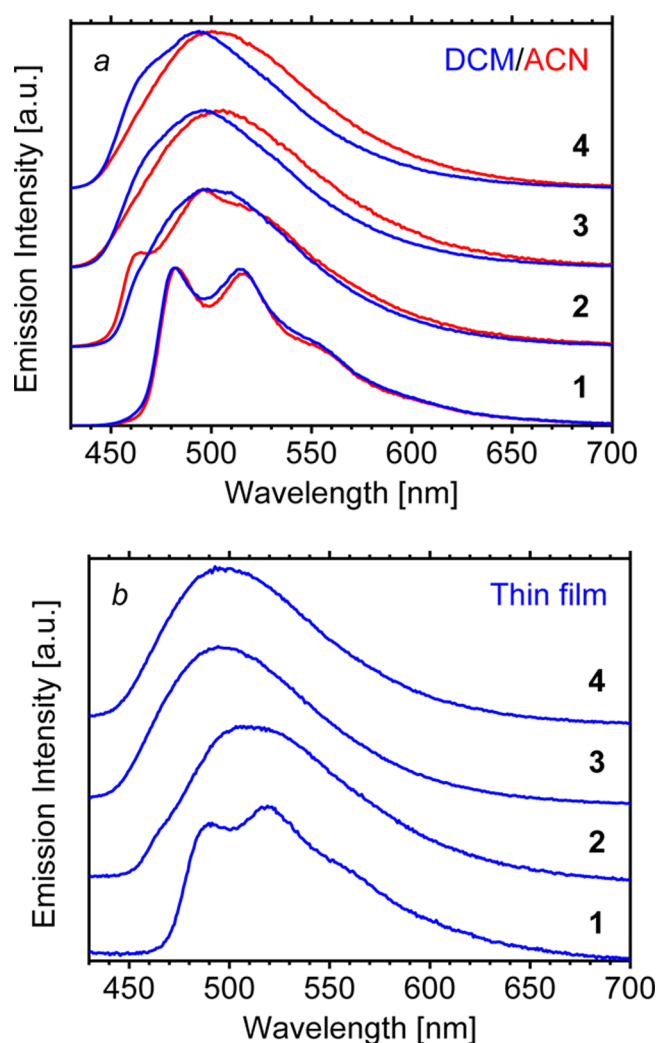 a
DCM/ACN
Emission Intensity [a.u.]
4
3
2
1
450 500 550 600 650 700
Wavelength [nm]
b
Thin film
Emission Intensity [a.u.]
4
3
2
1
450 500 550 600 650 700
Wavelength [nm]